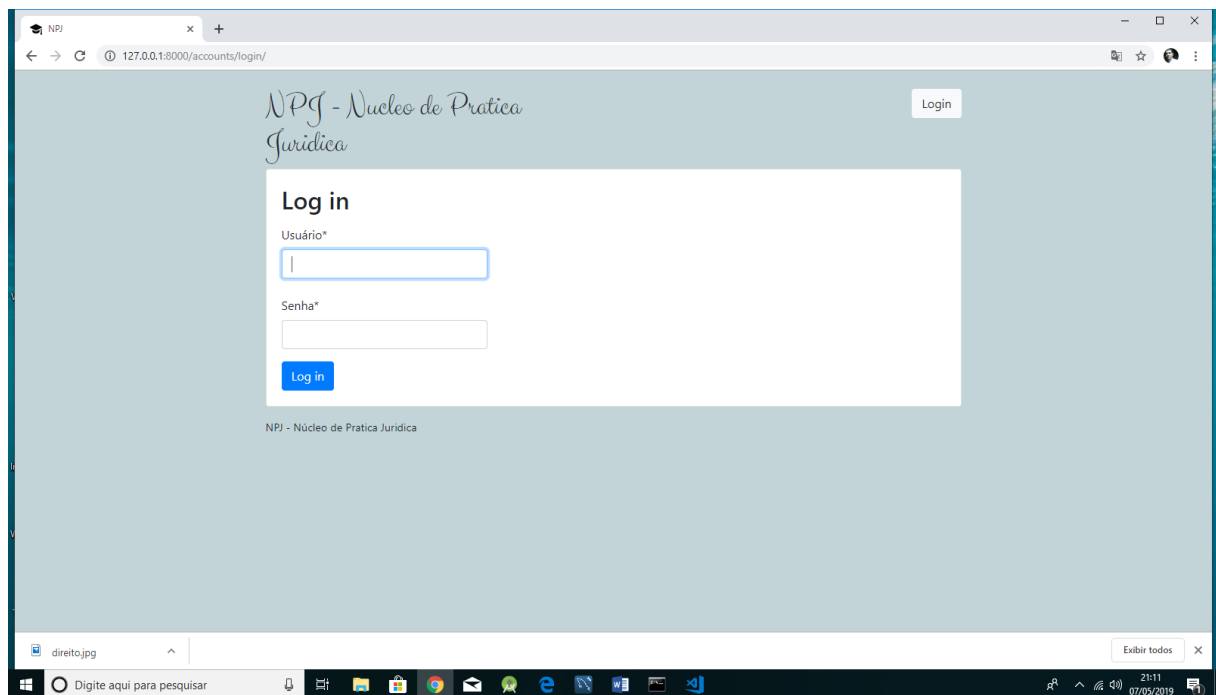 NPJ
127.0.0.1:8000/accounts/login/
NPJ - Nucleo de Pratica
Juridica
Login
Log in
Usuário*
Senha*
Log in
NPJ - Núcleo de Pratica Juridica
direito.jpg
Exibir todos
Digite aqui para pesquisar
21:11
07/05/2019